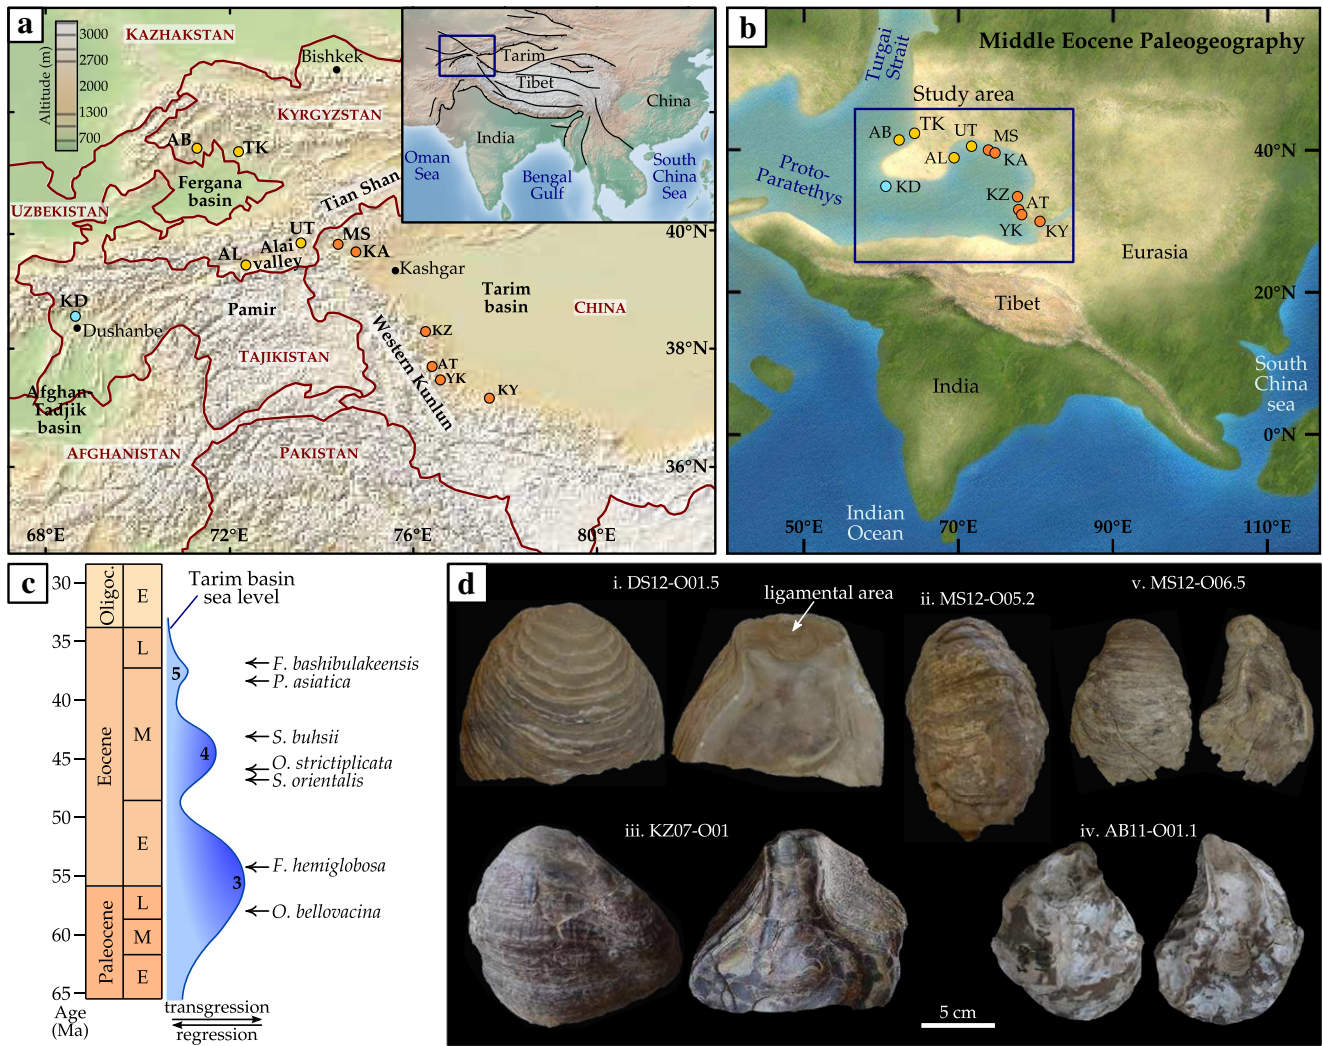 a
KAZHAKSTAN
Altitude (m)
3000
2700
2000
1300
700
Bishkek
KYRGYZSTAN
AB
TK
Fergana
basin
UZBEKISTAN
Tian Shan
UT
MS
KA
AL
Alai
valley
Kashgar
KD
Dushanbe
Pamir
Tarim
basin
CHINA
TAJIKISTAN
Western Kunlun
KZ
AT
YK
KY
Afghan-
Tadjik
basin
AFGHANISTAN
PAKISTAN
40°N
38°N
36°N
68°E
72°E
76°E
80°E
Tarim
Tibet
China
India
Oman
Sea
Bengal
Gulf
South
China
Sea
b
Turgai
Strait
Middle Eocene Paleogeography
Study area
AB
TK
UT
MS
AL
KA
KD
KZ
AT
YK
KY
Proto-
Paratethys
Eurasia
Tibet
India
South
China
sea
Indian
Ocean
40°N
20°N
0°N
50°E
70°E
90°E
110°E
c
Tarim basin
sea level
30
35
40
45
50
55
60
65
Age
(Ma)
Oligoc.
Eocene
Paleocene
E
L
M
E
L
M
E
5
4
3
F. bashibulakeensis
P. asiatica
S. buhsii
O. strictiplicata
S. orientalis
F. hemiglobosa
O. bellovacina
transgression
regression
d
i. DS12-O01.5
ligamental area
ii. MS12-O05.2
v. MS12-O06.5
iii. KZ07-O01
iv. AB11-O01.1
5 cm